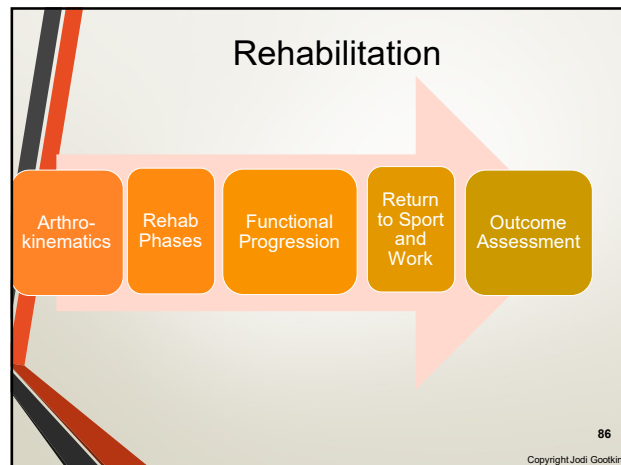 Rehabilitation
Arthro-
kinematics
Rehab
Phases
Functional
Progression
Return
to Sport
and
Work
Outcome
Assessment
86
Copyright Jodi Gootkin